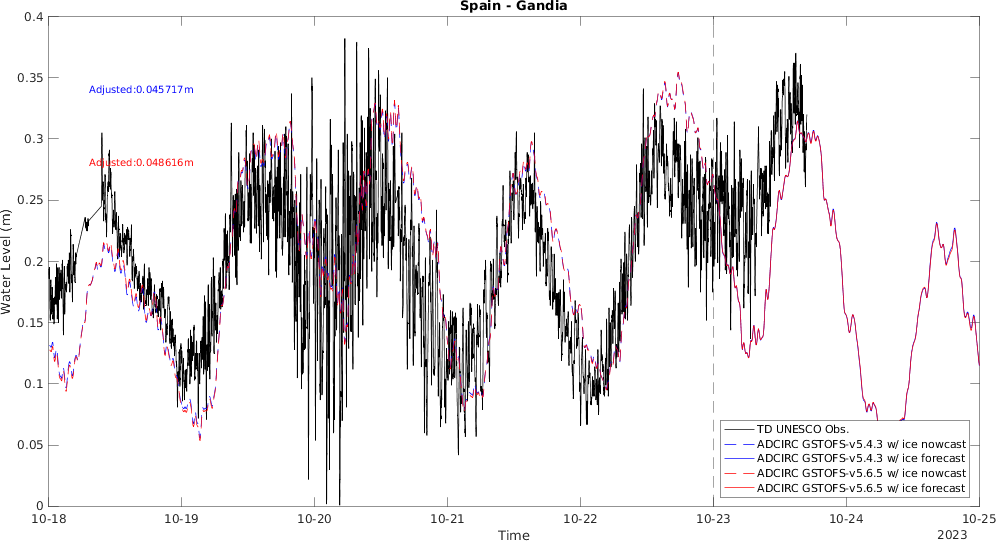 Spain - Gandia
0.4
0.35
0.3
0.25
0.2
0.15
0.1
0.05
0
Water Level (m)
Adjusted:0.045717m
Adjusted:0.048616m
TD UNESCO Obs.
ADCIRC GSTOFS-v5.4.3 w/ ice nowcast
ADCIRC GSTOFS-v5.4.3 w/ ice forecast
ADCIRC GSTOFS-v5.6.5 w/ ice nowcast
ADCIRC GSTOFS-v5.6.5 w/ ice forecast
10-18 10-19 10-20 10-21 10-22 10-23 10-24 10-25
Time
2023